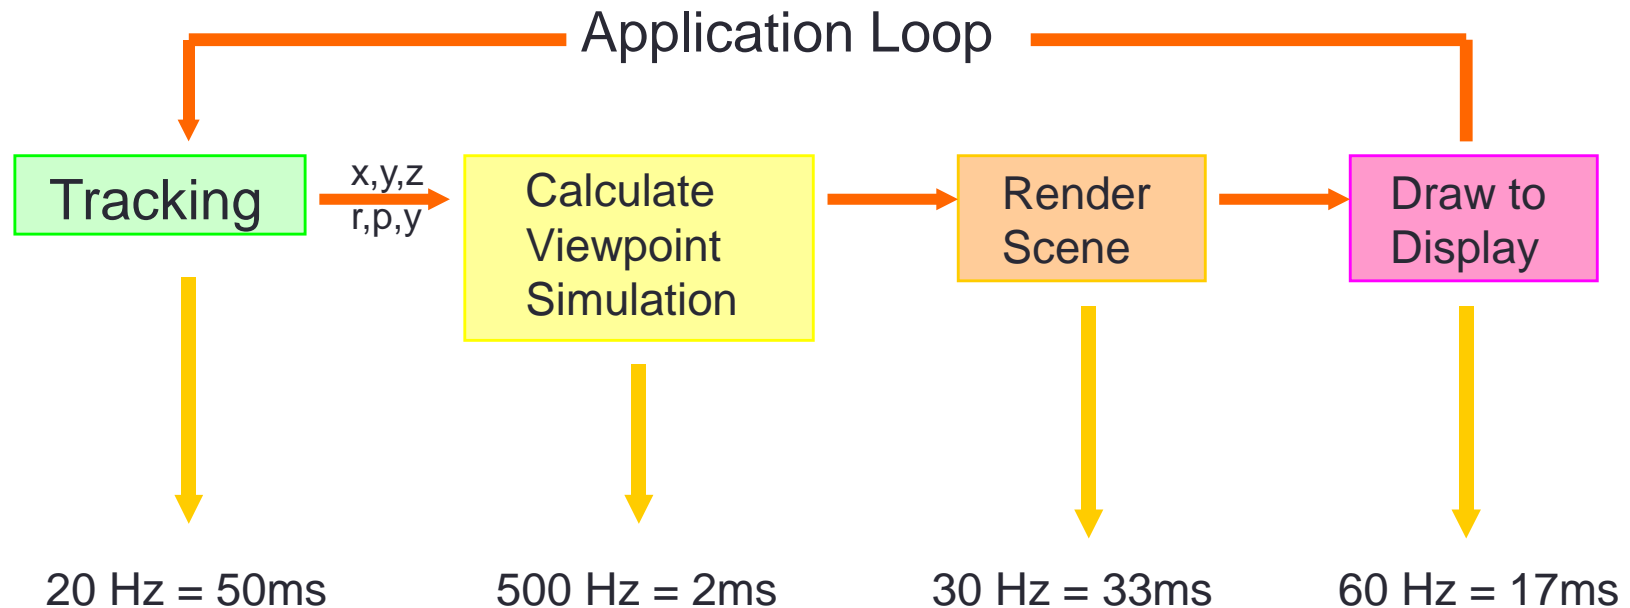 Application Loop
Tracking
x,y,z
r,p,y
Calculate
Viewpoint
Simulation
Render
Scene
Draw to
Display
20 Hz = 50ms
500 Hz = 2ms
30 Hz = 33ms
60 Hz = 17ms